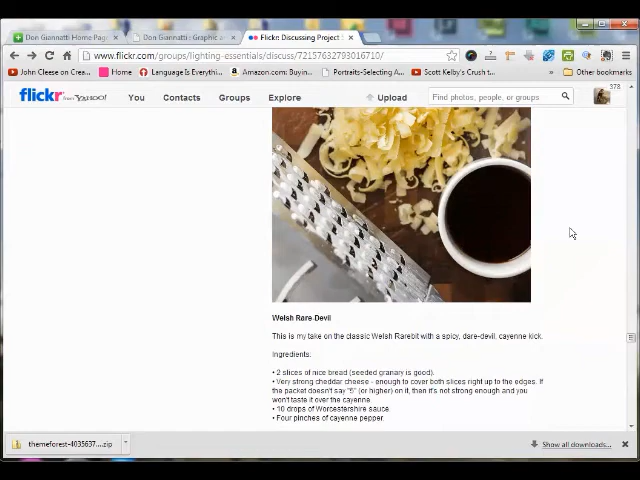 Don Giannatti Home Pag
Don Giannatti : Graphic a
Flickr: Discussing Project S
www.flickr.com/groups/lighting-essentials/discuss/72157632793016710/
John Cleese on Crea...
Home
Language Is Everythi...
Amazon.com: Buyin...
Portraits-Selecting A...
Scott Kelby's Crush t...
»
Other bookmarks
flickr from YAHOO!
You
Contacts
Groups
Explore
Upload
Find photos, people, or groups
378
Welsh Rare-Devil
This is my take on the classic Welsh Rarebit with a spicy, dare-devil, cayenne kick.
Ingredients:
• 2 slices of nice bread (seeded granary is good).
• Very strong cheddar cheese - enough to cover both slices right up to the edges. If
the packet doesn't say "5" (or higher) on it, then it's not strong enough and you
won't taste it over the cayenne.
• 10 drops of Worcestershire sauce.
• Four pinches of cayenne pepper.
themeforest-4035637....zip
Show all downloads...